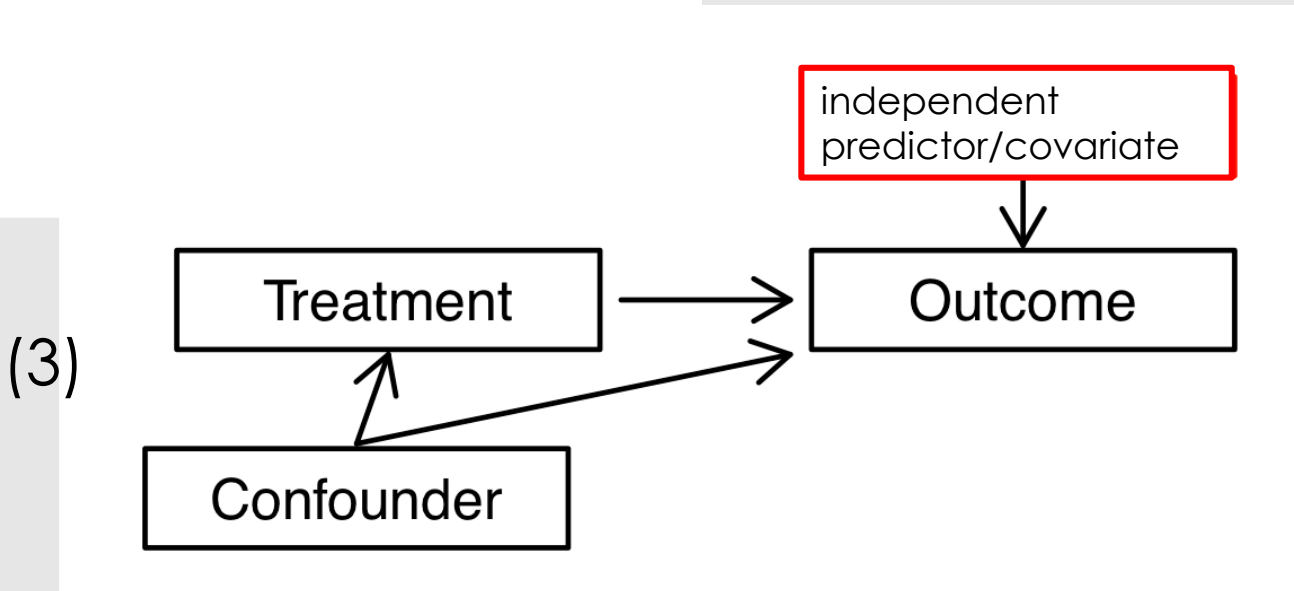 independent
predictor/covariate
Treatment
Outcome
(3)
Confounder